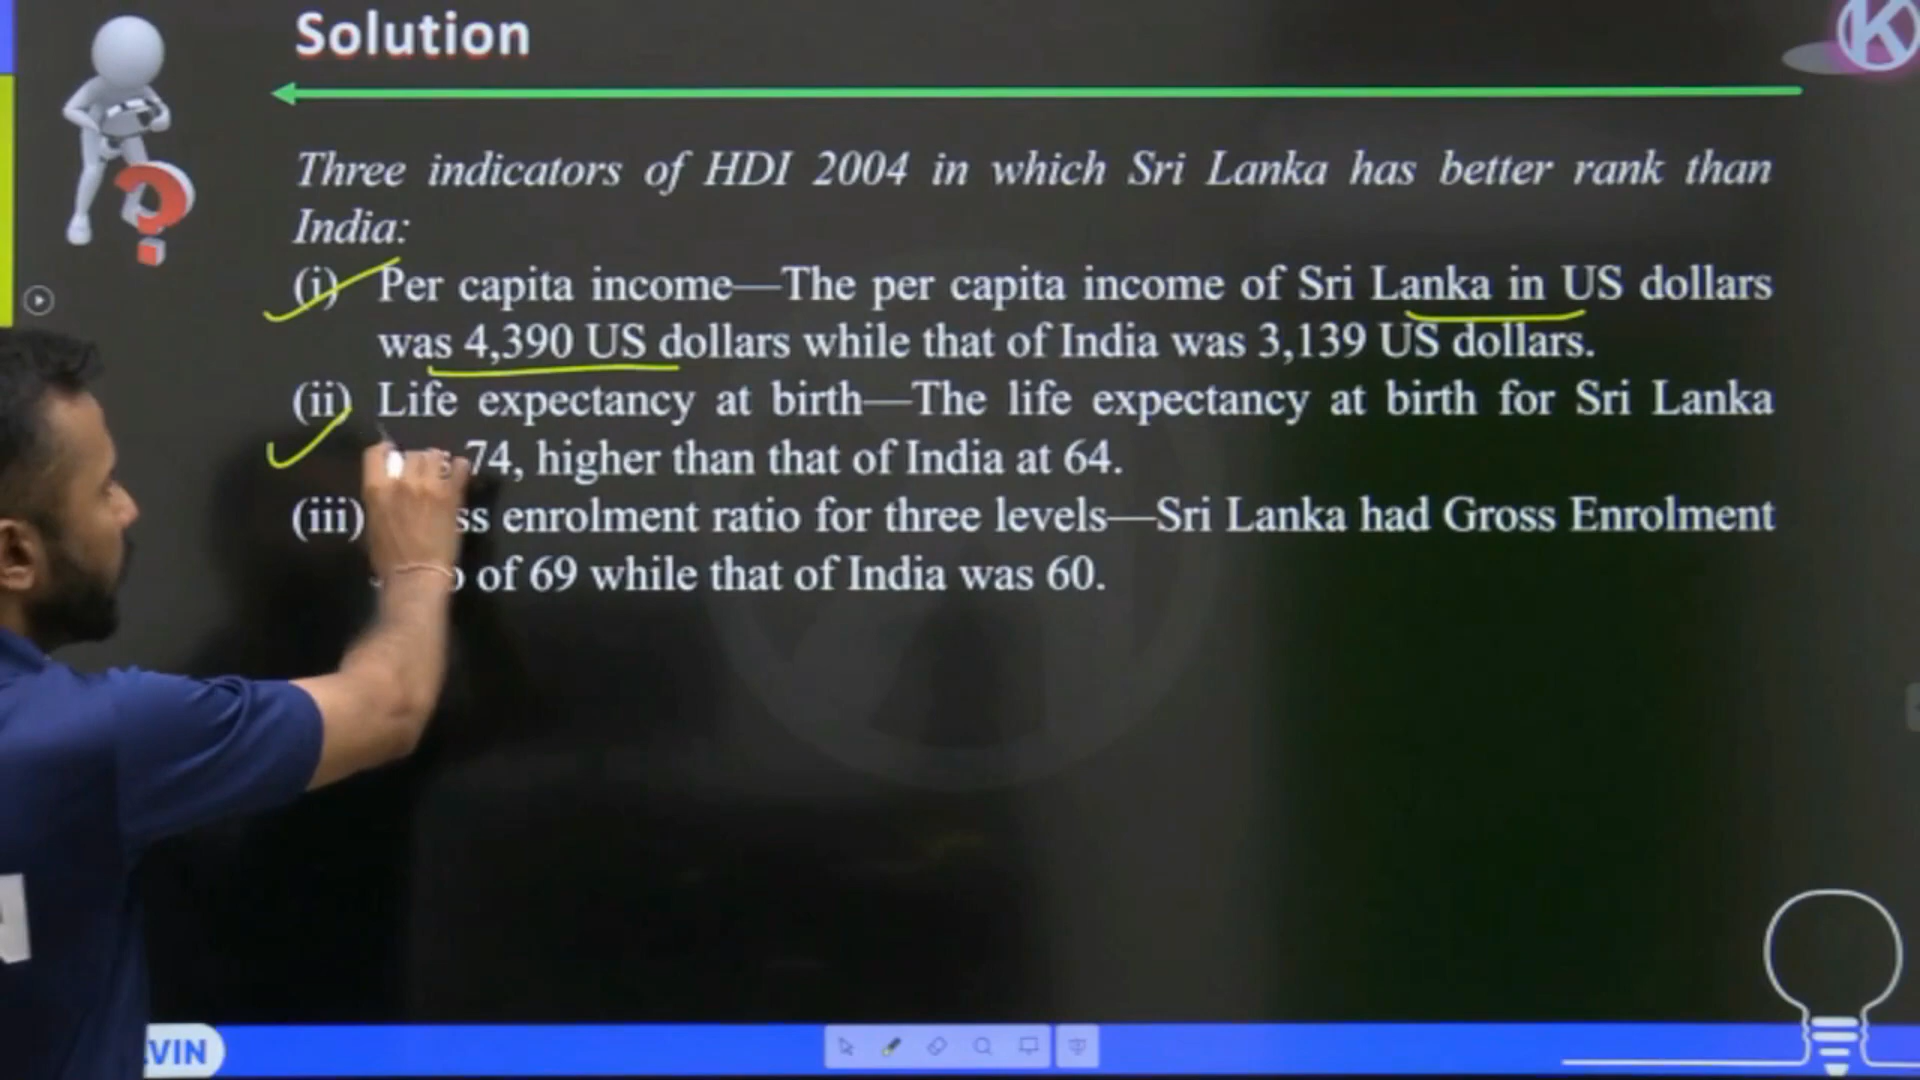 Solution
K
Three indicators of HDI 2004 in which Sri Lanka has better rank than
India:
(i) Per capita income—The per capita income of Sri Lanka in US dollars
was 4,390 US dollars while that of India was 3,139 US dollars.
(ii) Life expectancy at birth—The life expectancy at birth for Sri Lanka
74, higher than that of India at 64.
(iii) enrolment ratio for three levels—Sri Lanka had Gross Enrolment
of 69 while that of India was 60.
VIN